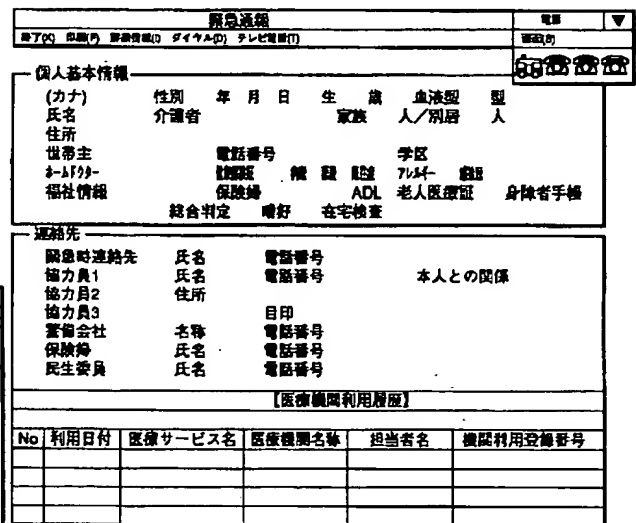 緊急通報
電話 ▼
終了(X) 印刷(P) 医療情報(I) ダイヤル(D) テレビ電話(T)
個人基本情報
(カナ) 性別 年 月 日 生 歳 血液型 型
氏名 介護者 家族 人/別居 人
住所
世帯主 電話番号 学区
ホームドクター アレルギー
福祉情報 保険婦 ADL 老人医療証 身障者手帳
総合判定 嗜好 在宅検査
連絡先
緊急時連絡先 氏名 電話番号
協力員1 氏名 電話番号 本人との関係
協力員2 住所
協力員3 目印
警備会社 名称 電話番号
保険婦 氏名 電話番号
民生委員 氏名 電話番号
【医療機関利用履歴】
No 利用日付 医療サービス名 医療機関名称 担当者名 機関利用登録番号